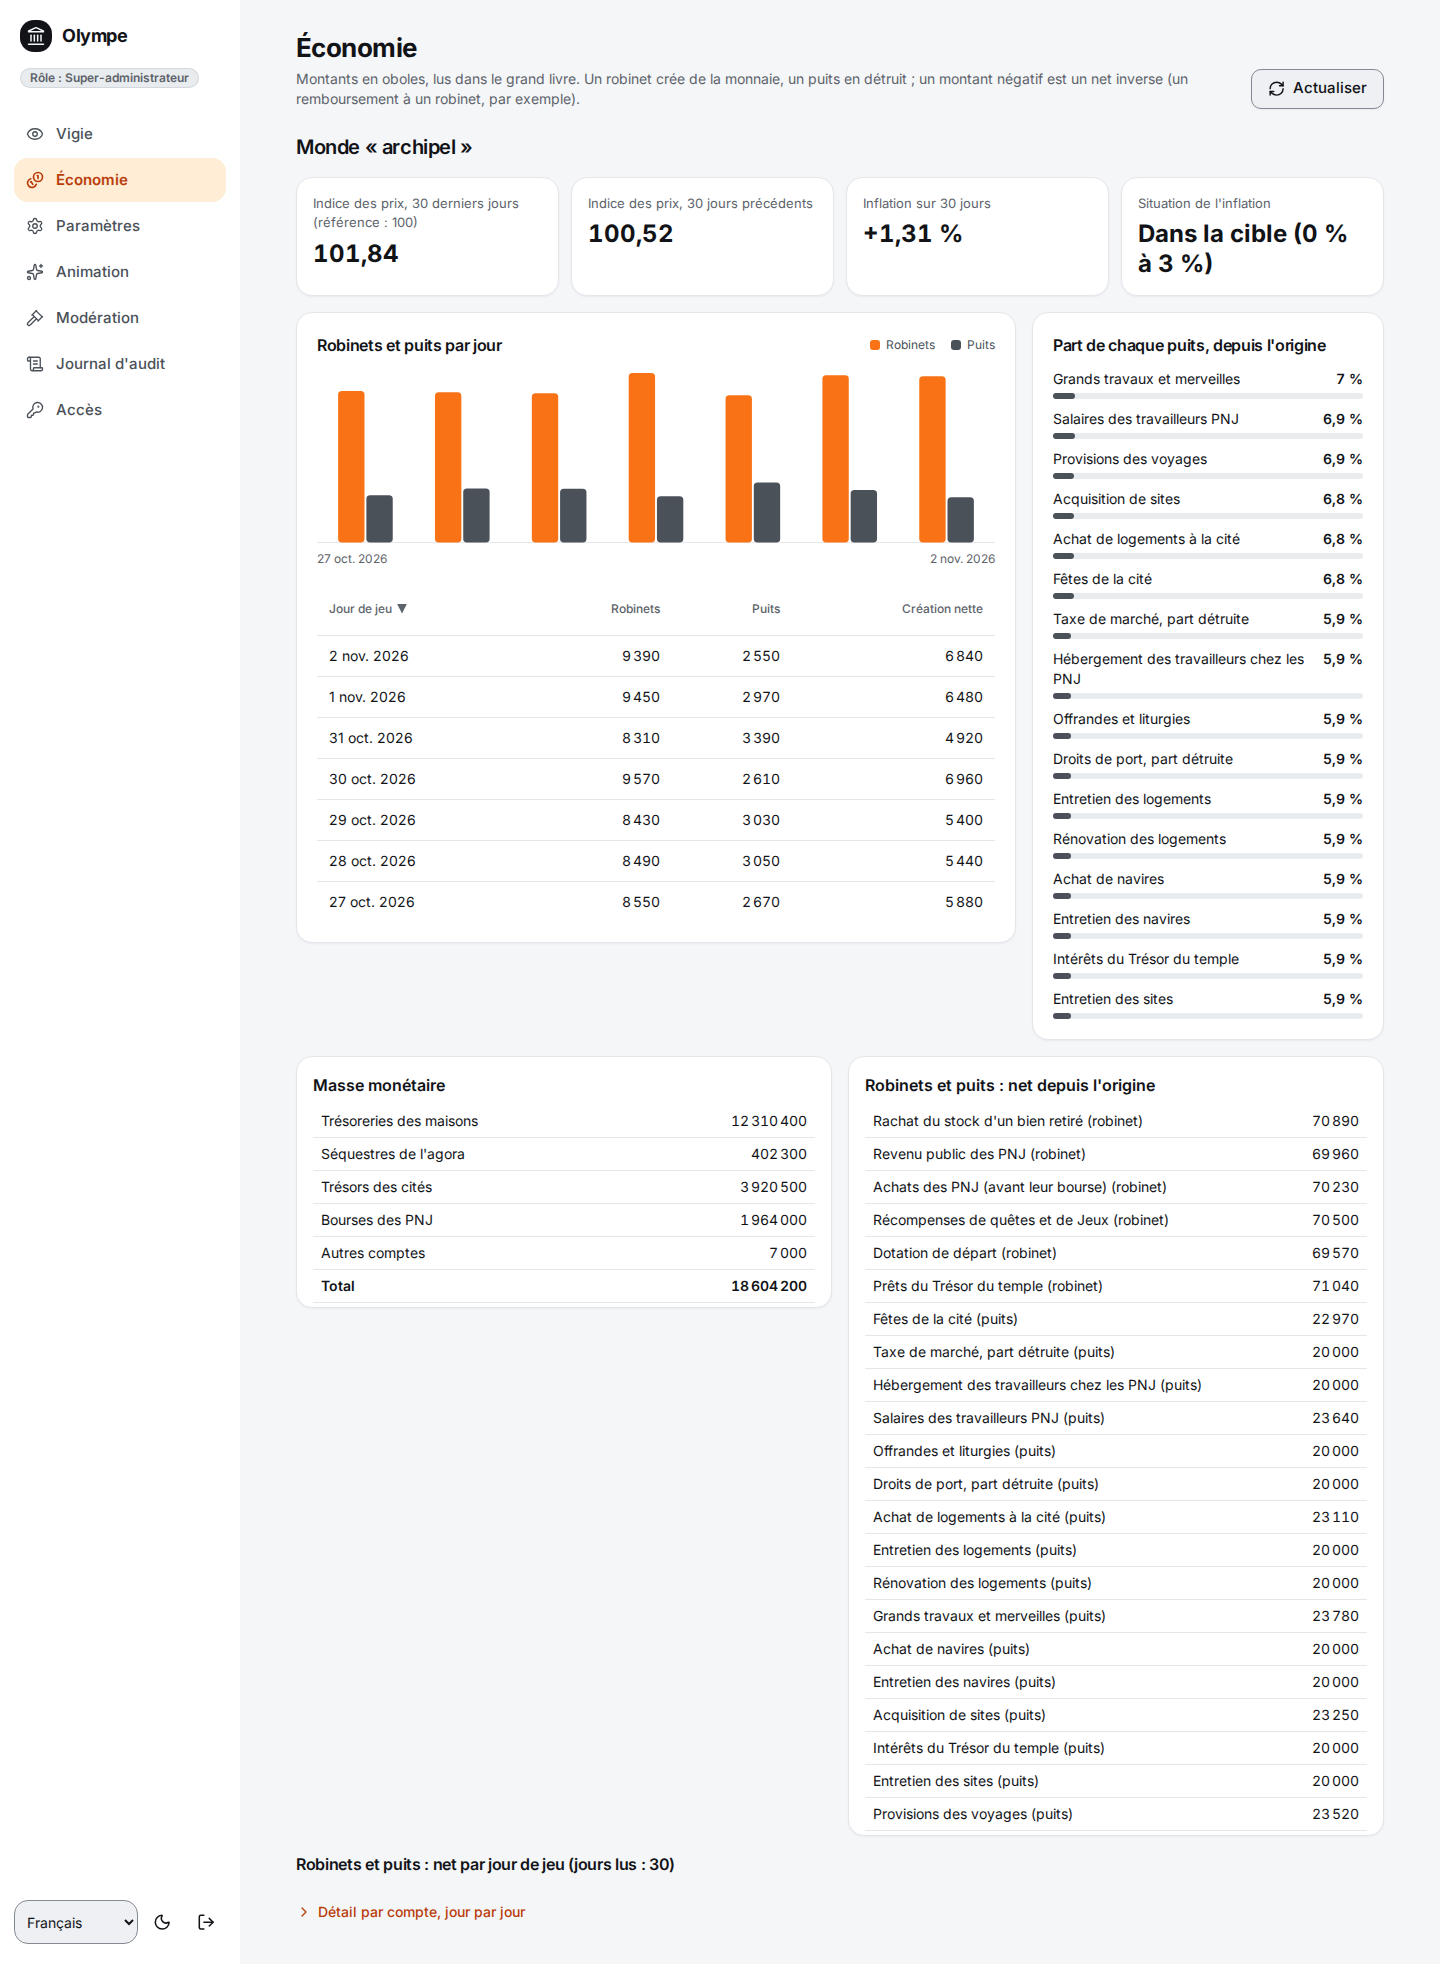 Olympe
Rôle : Super-administrateur
Vigie
Économie
Paramètres
Animation
Modération
Journal d'audit
Accès
Français
Économie
Montants en oboles, lus dans le grand livre. Un robinet crée de la monnaie, un puits en détruit ; un montant négatif est un net inverse (un
remboursement à un robinet, par exemple).
Actualiser
Monde « archipel »
Indice des prix, 30 derniers jours
(référence : 100)
101,84
Indice des prix, 30 jours précédents
100,52
Inflation sur 30 jours
+1,31 %
Situation de l'inflation
Dans la cible (0 %
à 3 %)
Robinets et puits par jour
Robinets Puits
27 oct. 2026 2 nov. 2026
Jour de jeu ▼ Robinets Puits Création nette
2 nov. 2026 9 390 2 550 6 840
1 nov. 2026 9 450 2 970 6 480
31 oct. 2026 8 310 3 390 4 920
30 oct. 2026 9 570 2 610 6 960
29 oct. 2026 8 430 3 030 5 400
28 oct. 2026 8 490 3 050 5 440
27 oct. 2026 8 550 2 670 5 880
Part de chaque puits, depuis l'origine
Grands travaux et merveilles 7 %
Salaires des travailleurs PNJ 6,9 %
Provisions des voyages 6,9 %
Acquisition de sites 6,8 %
Achat de logements à la cité 6,8 %
Fêtes de la cité 6,8 %
Taxe de marché, part détruite 5,9 %
Hébergement des travailleurs chez les 5,9 %
PNJ
Offrandes et liturgies 5,9 %
Droits de port, part détruite 5,9 %
Entretien des logements 5,9 %
Rénovation des logements 5,9 %
Achat de navires 5,9 %
Entretien des navires 5,9 %
Intérêts du Trésor du temple 5,9 %
Entretien des sites 5,9 %
Masse monétaire
Trésoreries des maisons 12 310 400
Séquestres de l'agora 402 300
Trésors des cités 3 920 500
Bourses des PNJ 1 964 000
Autres comptes 7 000
Total 18 604 200
Robinets et puits : net depuis l'origine
Rachat du stock d'un bien retiré (robinet) 70 890
Revenu public des PNJ (robinet) 69 960
Achats des PNJ (avant leur bourse) (robinet) 70 230
Récompenses de quêtes et de Jeux (robinet) 70 500
Dotation de départ (robinet) 69 570
Prêts du Trésor du temple (robinet) 71 040
Fêtes de la cité (puits) 22 970
Taxe de marché, part détruite (puits) 20 000
Hébergement des travailleurs chez les PNJ (puits) 20 000
Salaires des travailleurs PNJ (puits) 23 640
Offrandes et liturgies (puits) 20 000
Droits de port, part détruite (puits) 20 000
Achat de logements à la cité (puits) 23 110
Entretien des logements (puits) 20 000
Rénovation des logements (puits) 20 000
Grands travaux et merveilles (puits) 23 780
Achat de navires (puits) 20 000
Entretien des navires (puits) 20 000
Acquisition de sites (puits) 23 250
Intérêts du Trésor du temple (puits) 20 000
Entretien des sites (puits) 20 000
Provisions des voyages (puits) 23 520
Robinets et puits : net par jour de jeu (jours lus : 30)
Détail par compte, jour par jour